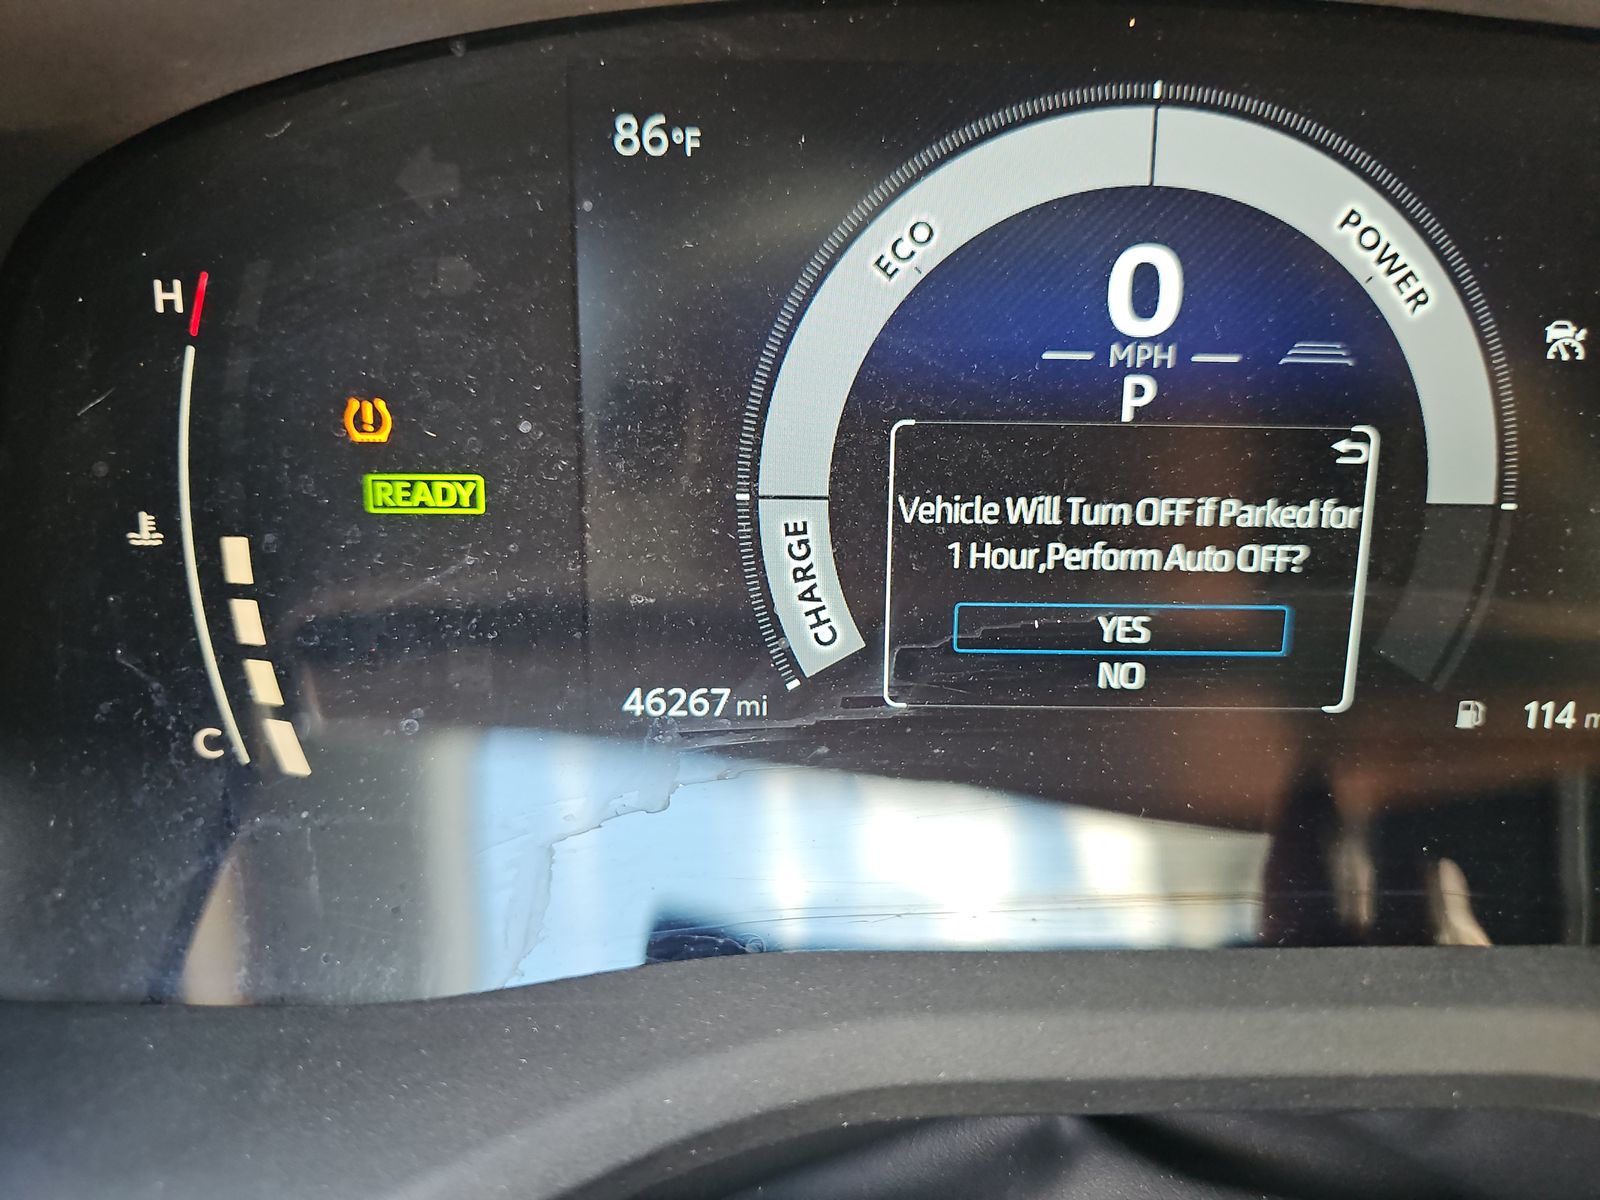 86°F
ECO
POWER
H
0
MPH
P
READY
Vehicle Will Turn OFF if Parked for
1 Hour,Perform Auto OFF?
CHARGE
YES
NO
46267 mi
114 m
C